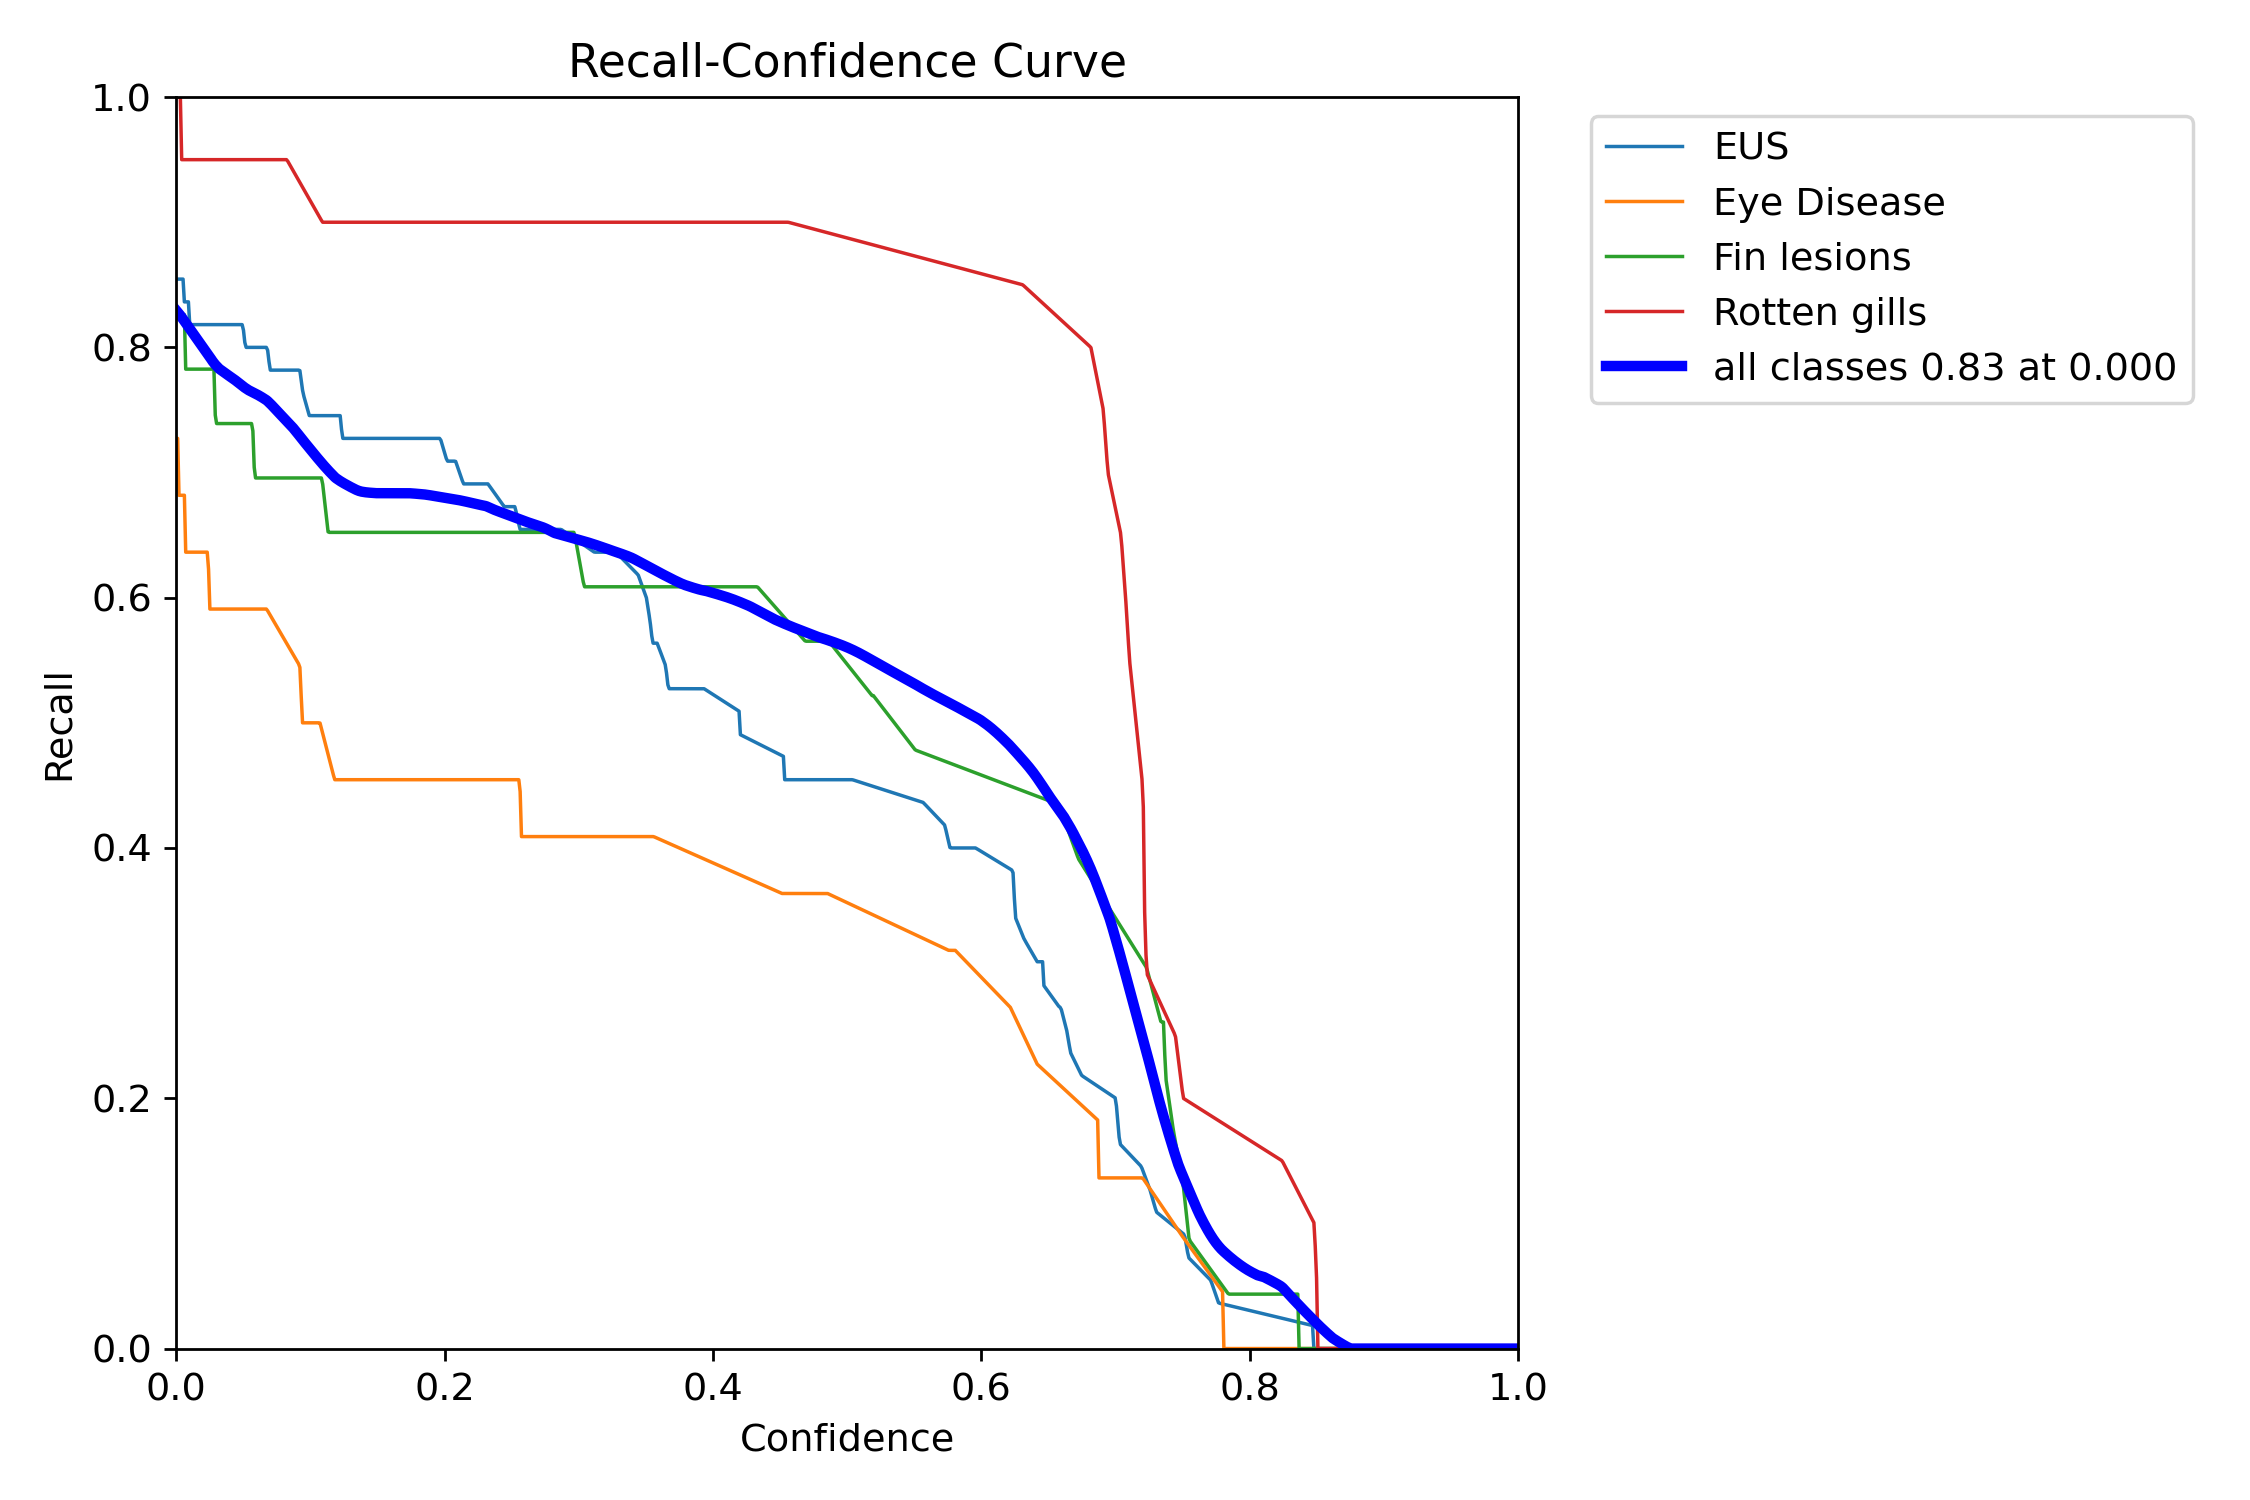 Recall-Confidence Curve
1.0
0.8
0.6
0.4
0.2
0.0
Recall
0.0 0.2 0.4 0.6 0.8 1.0
Confidence
EUS
Eye Disease
Fin lesions
Rotten gills
all classes 0.83 at 0.000